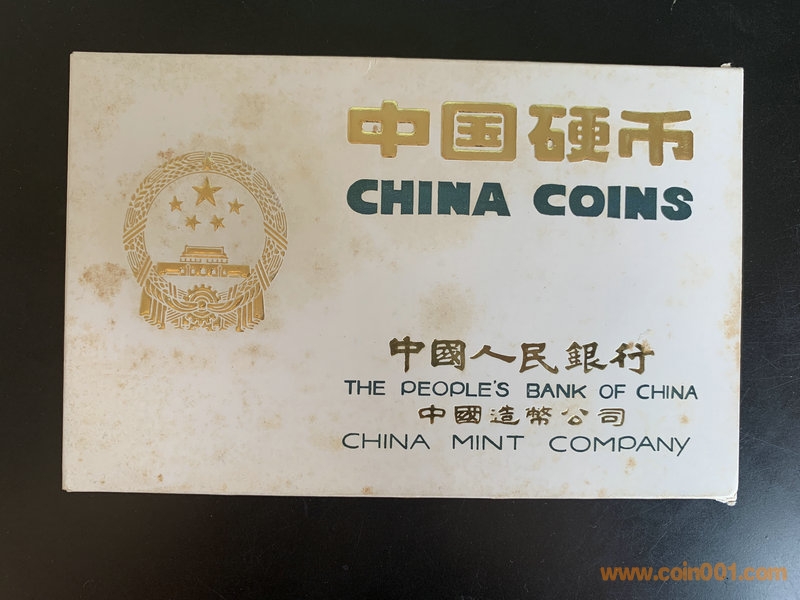 中国硬币
CHINA COINS
中國人民銀行
THE PEOPLE'S BANK OF CHINA
中國造幣公司
CHINA MINT COMPANY
www.coin001.com